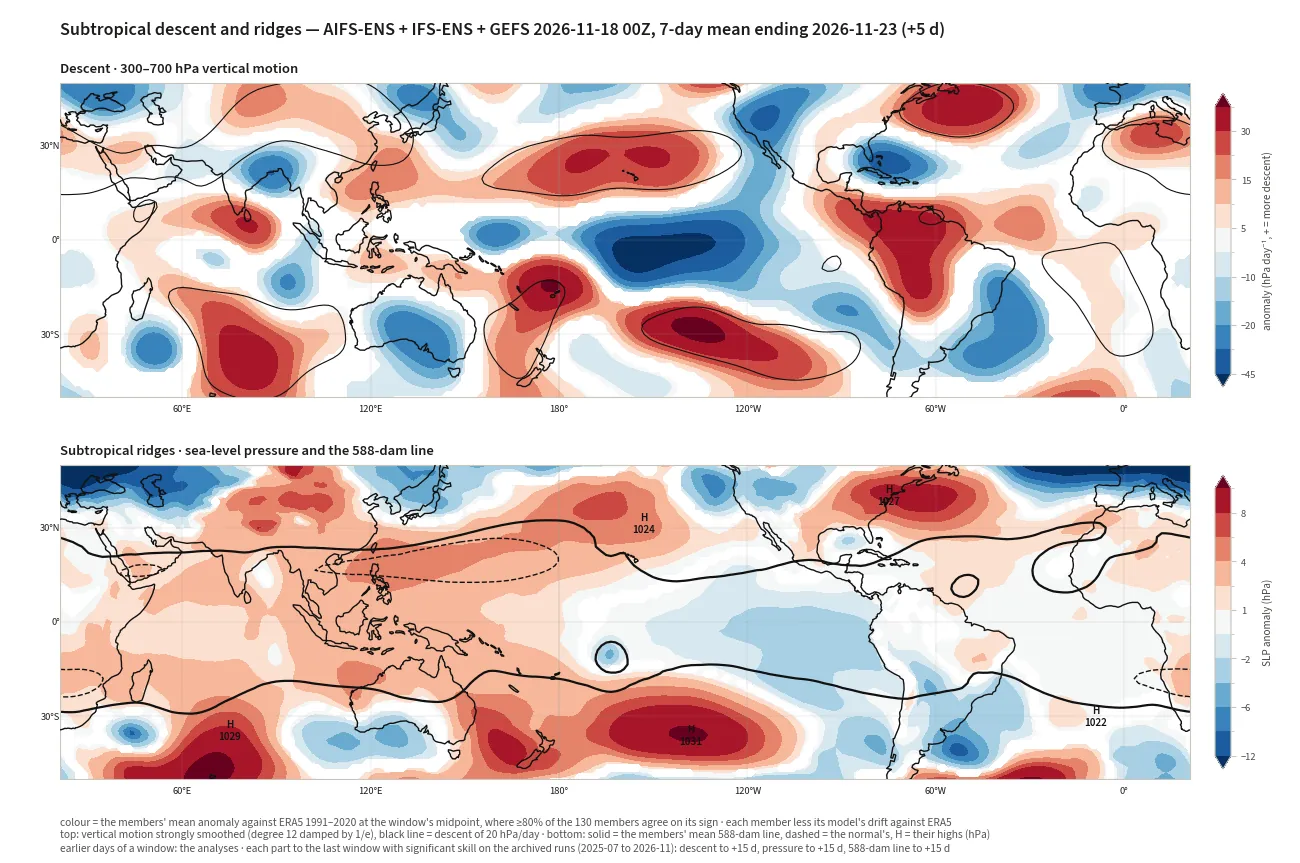 Subtropical descent and ridges — AIFS-ENS + IFS-ENS + GEFS 2026-11-18 00Z, 7-day mean ending 2026-11-23 (+5 d)
Descent · 300–700 hPa vertical motion
30°N
0°
30°S
60°E
120°E
180°
120°W
60°W
0°
30
15
5
−10
−20
−45
anomaly (hPa day⁻¹, + = more descent)
Subtropical ridges · sea-level pressure and the 588-dam line
30°N
0°
30°S
H
1027
H
1024
H
1029
H
1031
H
1022
60°E
120°E
180°
120°W
60°W
0°
8
4
1
−2
−6
−12
SLP anomaly (hPa)
colour = the members' mean anomaly against ERA5 1991–2020 at the window's midpoint, where ≥80% of the 130 members agree on its sign · each member less its model's drift against ERA5
top: vertical motion strongly smoothed (degree 12 damped by 1/e), black line = descent of 20 hPa/day · bottom: solid = the members' mean 588-dam line, dashed = the normal's, H = their highs (hPa)
earlier days of a window: the analyses · each part to the last window with significant skill on the archived runs (2025-07 to 2026-11): descent to +15 d, pressure to +15 d, 588-dam line to +15 d